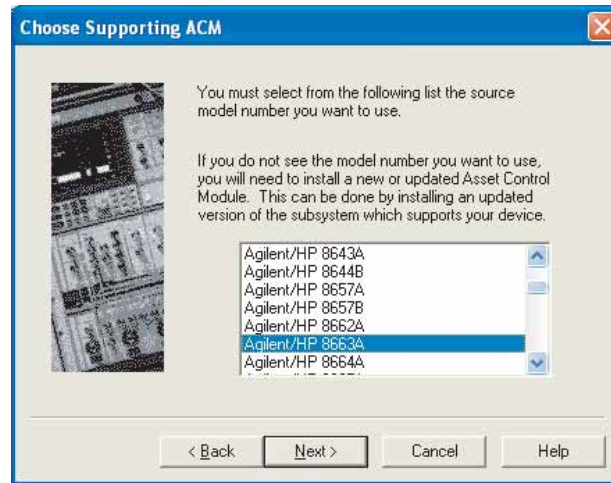 Choose Supporting ACM
You must select from the following list the source
model number you want to use.
If you do not see the model number you want to use,
you will need to install a new or updated Asset Control
Module. This can be done by installing an updated
version of the subsystem which supports your device.
Agilent/HP 8643A
Agilent/HP 8644B
Agilent/HP 8657A
Agilent/HP 8657B
Agilent/HP 8662A
Agilent/HP 8663A
Agilent/HP 8664A
< Back
Next >
Cancel
Help